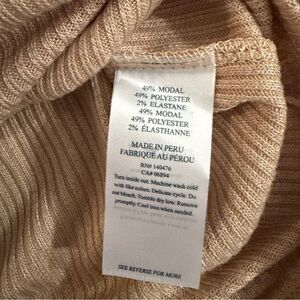 49% MODAL
49% POLYESTER
2% ELASTANE
49% MODAL
49% POLYESTER
2% ÉLASTHANNE
MADE IN PERU
FABRIQUÉ AU PÉROU
RN# 140476
CA# 06894
Turn inside out. Machine wash cold
with like colors. Delicate cycle. Do
not bleach. Tumble dry low. Remove
promptly. Cool iron when needed.
SEE REVERSE FOR MORE